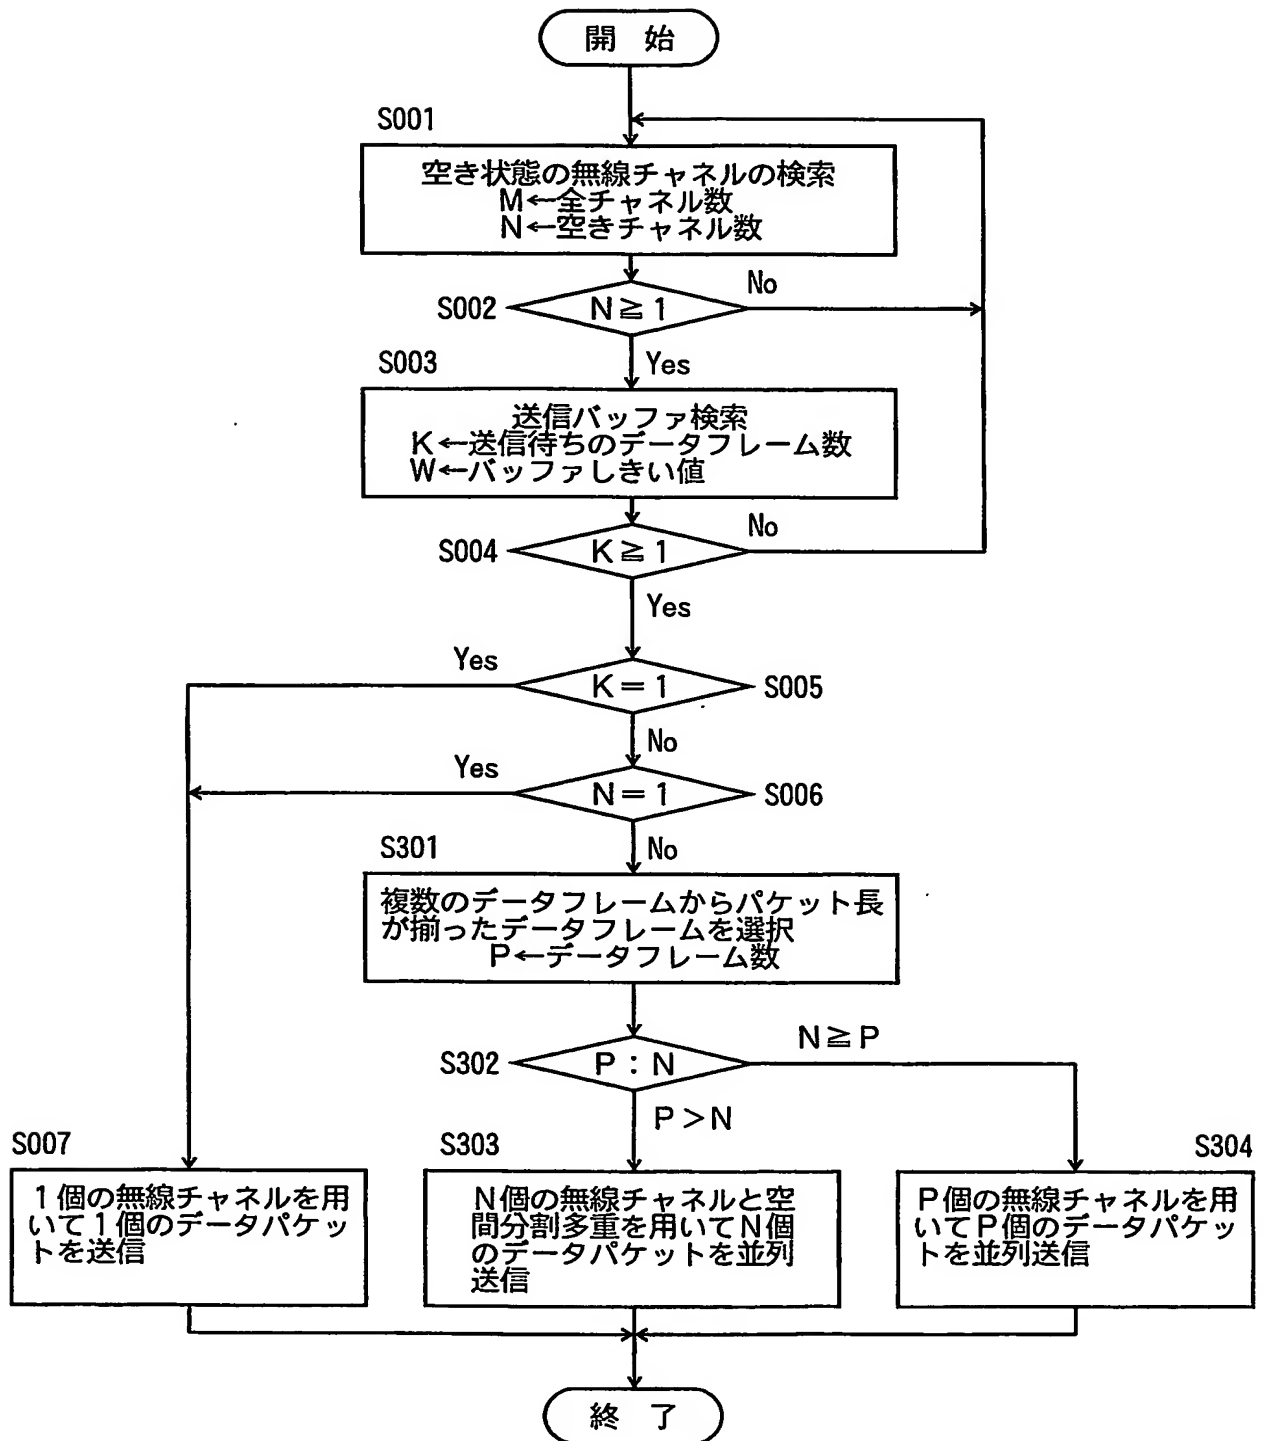 開 始
S001
空き状態の無線チャネルの検索
M←全チャネル数
N←空きチャネル数
No
S002
N≧1
S003
Yes
送信バッファ検索
K←送信待ちのデータフレーム数
W←バッファしきい値
No
S004
K≧1
Yes
Yes
K=1
S005
No
Yes
N=1
S006
S301
No
複数のデータフレームからパケット長
が揃ったデータフレームを選択
P←データフレーム数
N≧P
S302
P:N
P>N
S007
S303
S304
1個の無線チャネルを用
いて1個のデータパケッ
トを送信
N個の無線チャネルと空
間分割多重を用いてN個
のデータパケットを並列
送信
P個の無線チャネルを用
いてP個のデータパケッ
トを並列送信
終 了